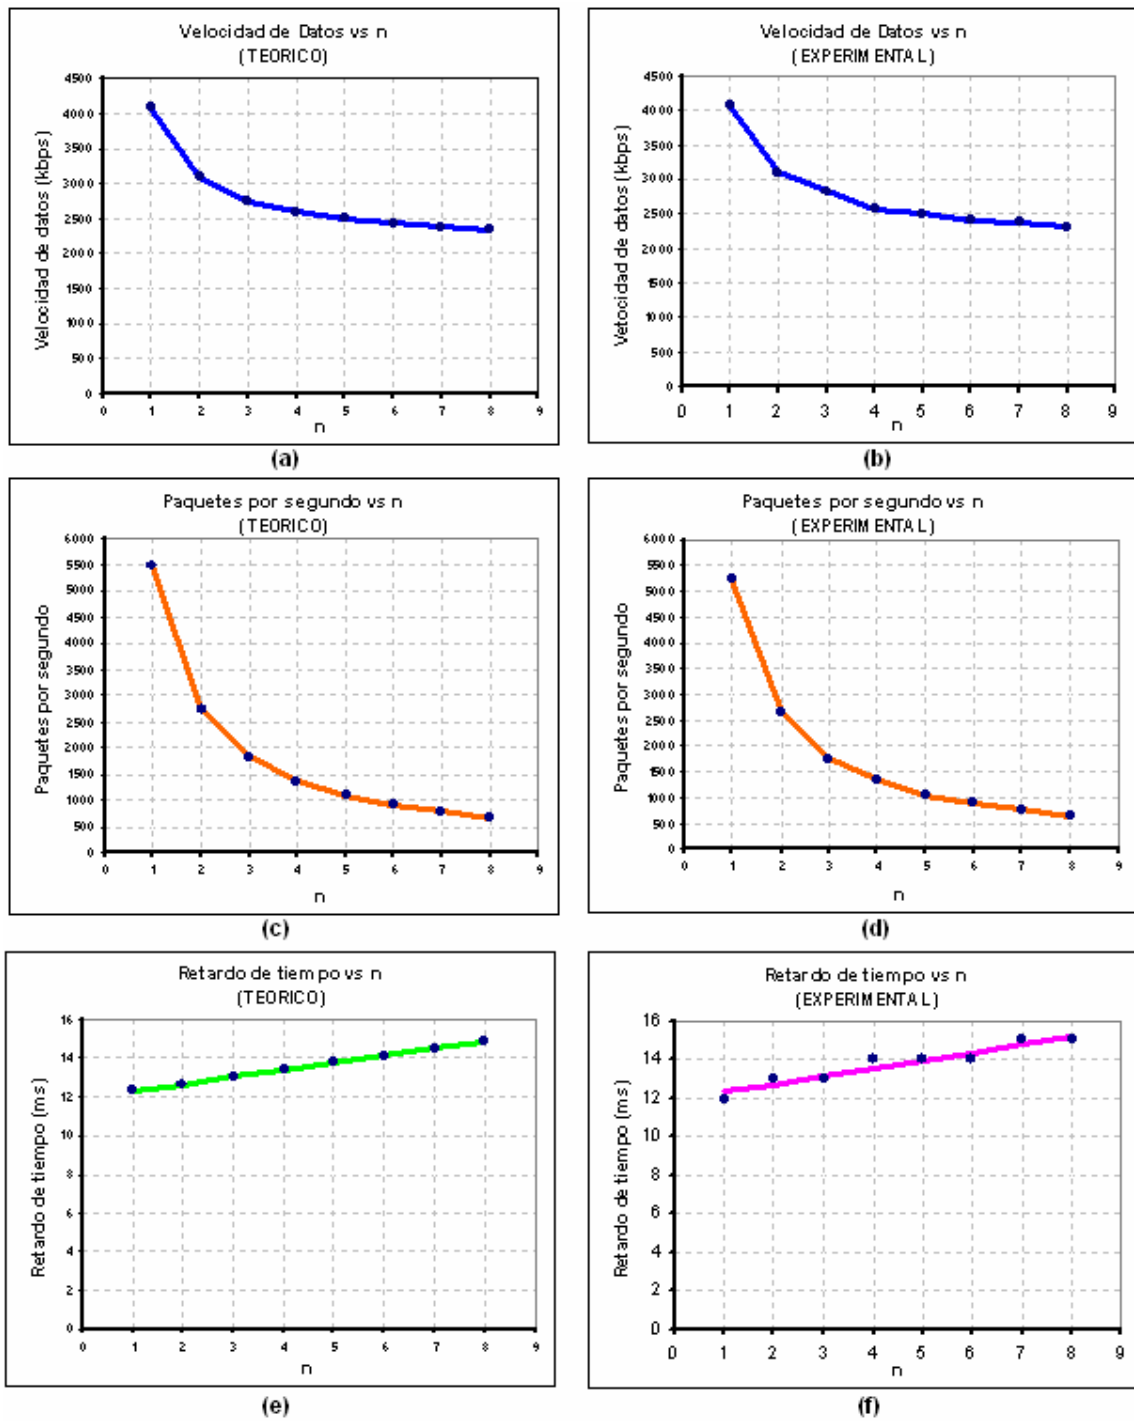 Velocidad de Datos vs n
(TEORICO)
Velocidad de datos (kbps)
4500
4000
3500
3000
2500
2000
1500
1000
500
0
0 1 2 3 4 5 6 7 8 9
n
(a)
Velocidad de Datos vs n
(EXPERIMENTAL)
Velocidad de datos (kbps)
4500
4000
3500
3000
2500
2000
1500
1000
500
0
0 1 2 3 4 5 6 7 8 9
n
(b)
Paquetes por segundo vs n
(TEORICO)
Paquetes por segundo
6000
5500
5000
4500
4000
3500
3000
2500
2000
1500
1000
500
0
0 1 2 3 4 5 6 7 8 9
n
(c)
Paquetes por segundo vs n
(EXPERIMENTAL)
Paquetes por segundo
6000
5500
5000
4500
4000
3500
3000
2500
2000
1500
1000
500
0
0 1 2 3 4 5 6 7 8 9
n
(d)
Retardo de tiempo vs n
(TEORICO)
Retardo de tiempo (ms)
16
14
12
10
8
6
4
2
0
0 1 2 3 4 5 6 7 8 9
n
(e)
Retardo de tiempo vs n
(EXPERIMENTAL)
Retardo de tiempo (ms)
16
14
12
10
8
6
4
2
0
0 1 2 3 4 5 6 7 8 9
n
(f)